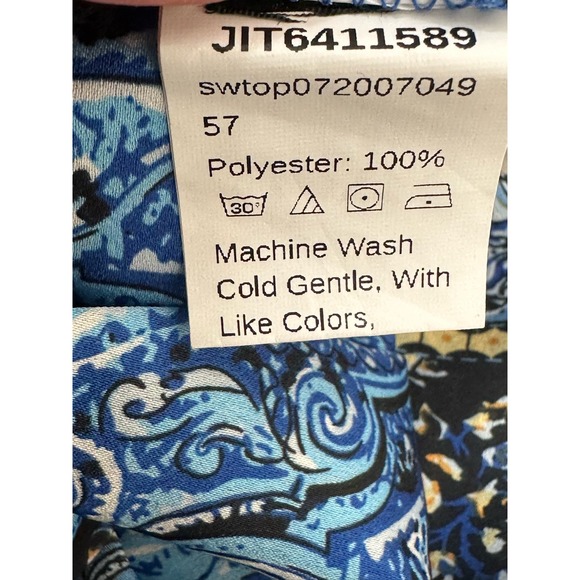 JIT6411589
swtop072007049
57
Polyester: 100%
30°
Machine Wash
Cold Gentle, With
Like Colors,